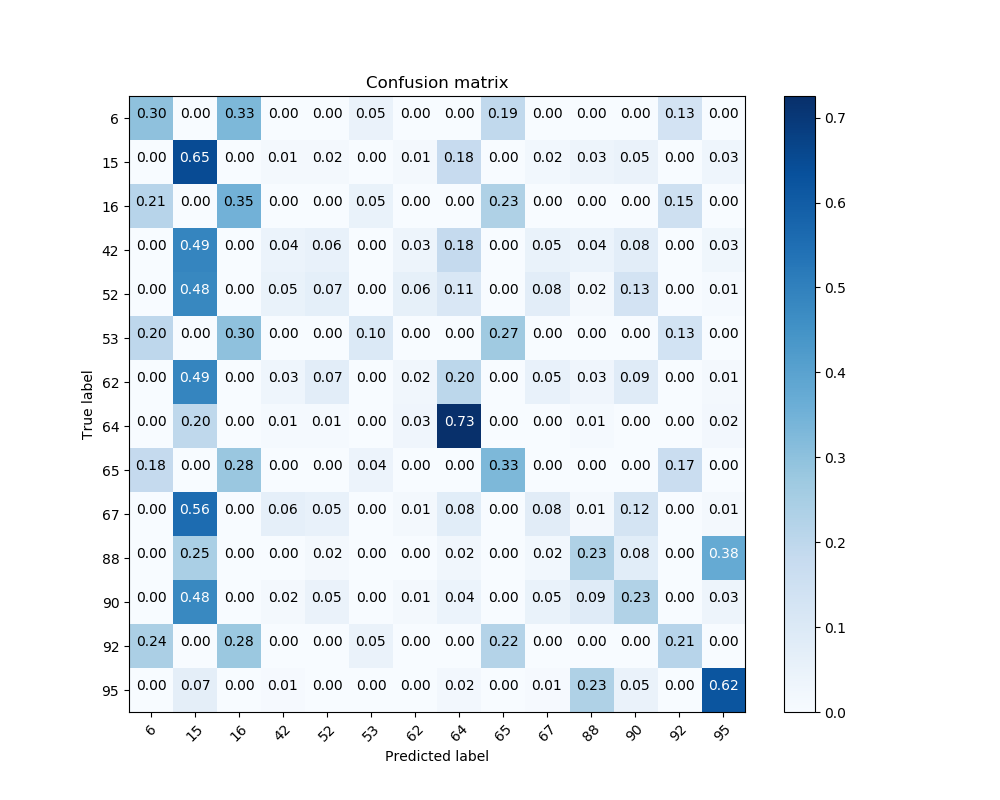 Confusion matrix
True label
6 0.30 0.00 0.33 0.00 0.00 0.05 0.00 0.00 0.19 0.00 0.00 0.00 0.13 0.00
15 0.00 0.65 0.00 0.01 0.02 0.00 0.01 0.18 0.00 0.02 0.03 0.05 0.00 0.03
16 0.21 0.00 0.35 0.00 0.00 0.05 0.00 0.00 0.23 0.00 0.00 0.00 0.15 0.00
42 0.00 0.49 0.00 0.04 0.06 0.00 0.03 0.18 0.00 0.05 0.04 0.08 0.00 0.03
52 0.00 0.48 0.00 0.05 0.07 0.00 0.06 0.11 0.00 0.08 0.02 0.13 0.00 0.01
53 0.20 0.00 0.30 0.00 0.00 0.10 0.00 0.00 0.27 0.00 0.00 0.00 0.13 0.00
62 0.00 0.49 0.00 0.03 0.07 0.00 0.02 0.20 0.00 0.05 0.03 0.09 0.00 0.01
64 0.00 0.20 0.00 0.01 0.01 0.00 0.03 0.73 0.00 0.00 0.01 0.00 0.00 0.02
65 0.18 0.00 0.28 0.00 0.00 0.04 0.00 0.00 0.33 0.00 0.00 0.00 0.17 0.00
67 0.00 0.56 0.00 0.06 0.05 0.00 0.01 0.08 0.00 0.08 0.01 0.12 0.00 0.01
88 0.00 0.25 0.00 0.00 0.02 0.00 0.00 0.02 0.00 0.02 0.23 0.08 0.00 0.38
90 0.00 0.48 0.00 0.02 0.05 0.00 0.01 0.04 0.00 0.05 0.09 0.23 0.00 0.03
92 0.24 0.00 0.28 0.00 0.00 0.05 0.00 0.00 0.22 0.00 0.00 0.00 0.21 0.00
95 0.00 0.07 0.00 0.01 0.00 0.00 0.00 0.02 0.00 0.01 0.23 0.05 0.00 0.62
6 15 16 42 52 53 62 64 65 67 88 90 92 95
Predicted label
0.7
0.6
0.5
0.4
0.3
0.2
0.1
0.0